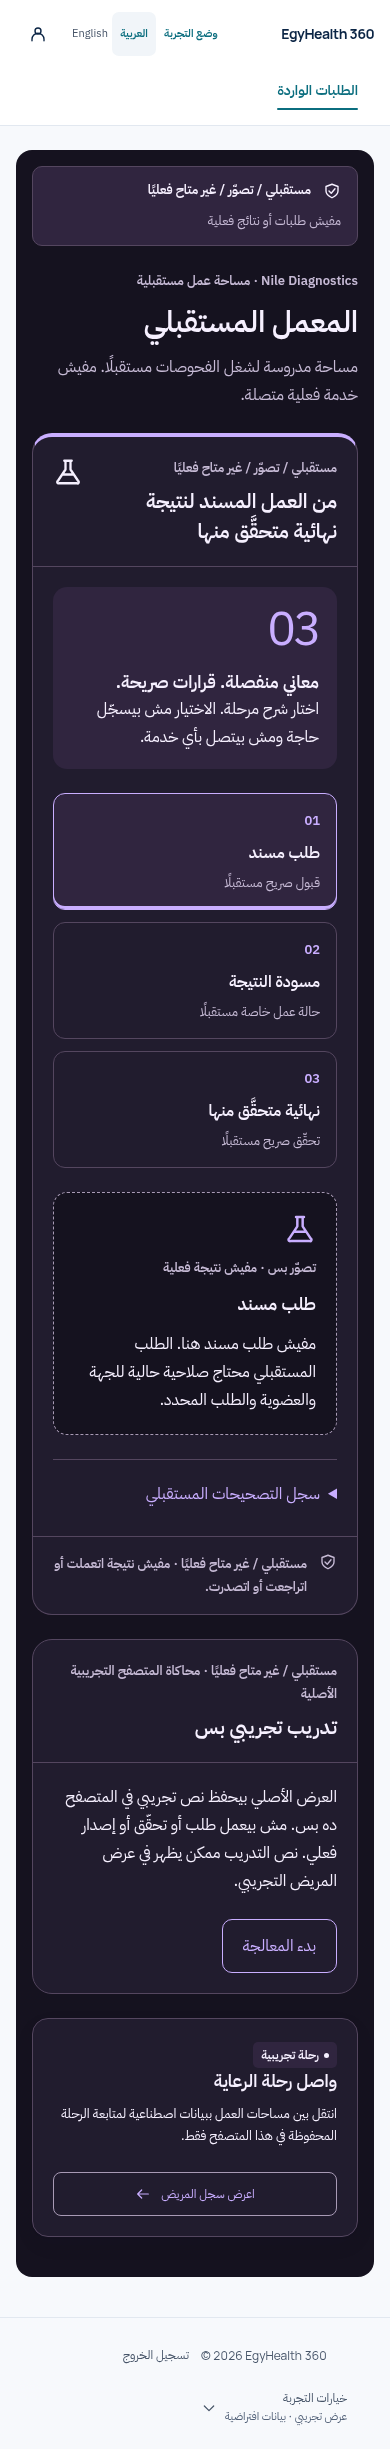 EgyHealth 360
وضع التجربة
العربية
English
الطلبات الواردة
مستقبلي / تصوّر / غير متاح فعليًا
مفيش طلبات أو نتائج فعلية
Nile Diagnostics · مساحة عمل مستقبلية
المعمل المستقبلي
مساحة مدروسة لشغل الفحوصات مستقبلًا. مفيش
خدمة فعلية متصلة.
مستقبلي / تصوّر / غير متاح فعليًا
من العمل المسند لنتيجة
نهائية متحقَّق منها
03
معاني منفصلة. قرارات صريحة.
اختار شرح مرحلة. الاختيار مش بيسجّل
حاجة ومش بيتصل بأي خدمة.
01
طلب مسند
قبول صريح مستقبلًا
02
مسودة النتيجة
حالة عمل خاصة مستقبلًا
03
نهائية متحقَّق منها
تحقّق صريح مستقبلًا
تصوّر بس · مفيش نتيجة فعلية
طلب مسند
مفيش طلب مسند هنا. الطلب
المستقبلي محتاج صلاحية حالية للجهة
والعضوية والطلب المحدد.
سجل التصحيحات المستقبلي
مستقبلي / غير متاح فعليًا · مفيش نتيجة اتعملت أو
اتراجعت أو اتصدرت.
مستقبلي / غير متاح فعليًا · محاكاة المتصفح التجريبية
الأصلية
تدريب تجريبي بس
العرض الأصلي بيحفظ نص تجريبي في المتصفح
ده بس. مش بيعمل طلب أو تحقّق أو إصدار
فعلي. نص التدريب ممكن يظهر في عرض
المريض التجريبي.
بدء المعالجة
رحلة تجريبية
واصل رحلة الرعاية
انتقل بين مساحات العمل ببيانات اصطناعية لمتابعة الرحلة
المحفوظة في هذا المتصفح فقط.
اعرض سجل المريض
© 2026 EgyHealth 360
تسجيل الخروج
خيارات التجربة
عرض تجريبي · بيانات افتراضية